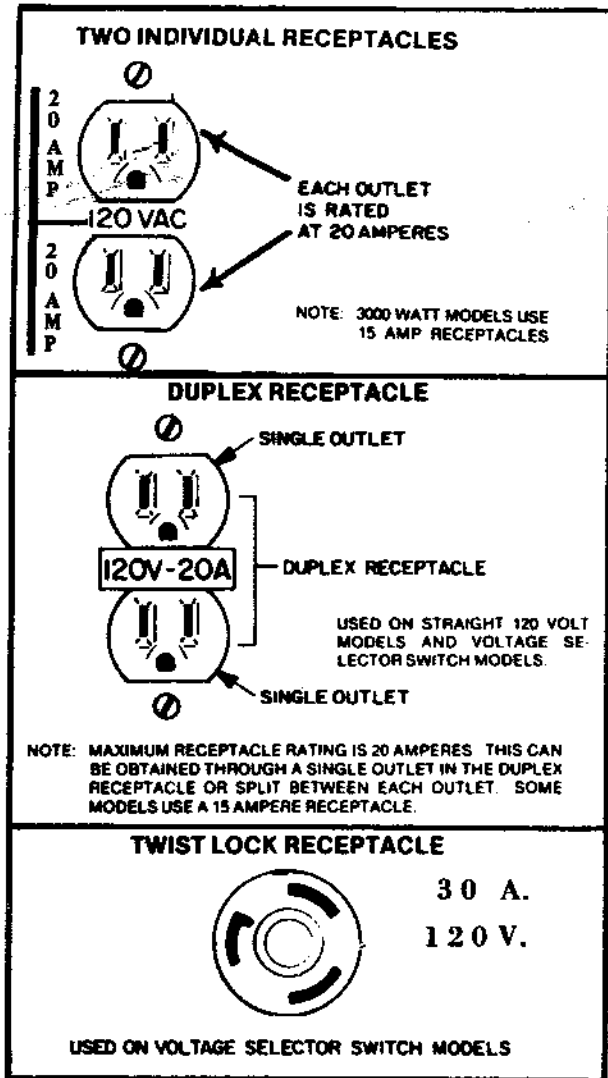 TWO INDIVIDUAL RECEPTACLES
20 AMP
120 VAC
20 AMP
EACH OUTLET
IS RATED
AT 20 AMPERES
NOTE: 3000 WATT MODELS USE
15 AMP RECEPTACLES
DUPLEX RECEPTACLE
SINGLE OUTLET
120V-20A
DUPLEX RECEPTACLE
USED ON STRAIGHT 120 VOLT
MODELS AND VOLTAGE SE-
LECTOR SWITCH MODELS.
SINGLE OUTLET
NOTE: MAXIMUM RECEPTACLE RATING IS 20 AMPERES THIS CAN
BE OBTAINED THROUGH A SINGLE OUTLET IN THE DUPLEX
RECEPTACLE OR SPLIT BETWEEN EACH OUTLET. SOME
MODELS USE A 15 AMPERE RECEPTACLE.
TWIST LOCK RECEPTACLE
30 A.
120V.
USED ON VOLTAGE SELECTOR SWITCH MODELS